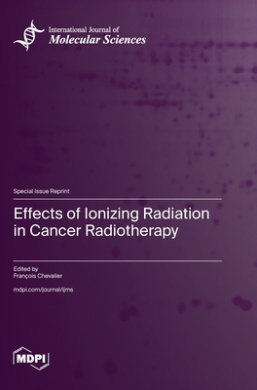 International Journal of
Molecular Sciences
Special Issue Reprint
Effects of Ionizing Radiation
in Cancer Radiotherapy
Edited by
François Chevalier
mdpi.com/journal/ijms
MDPI